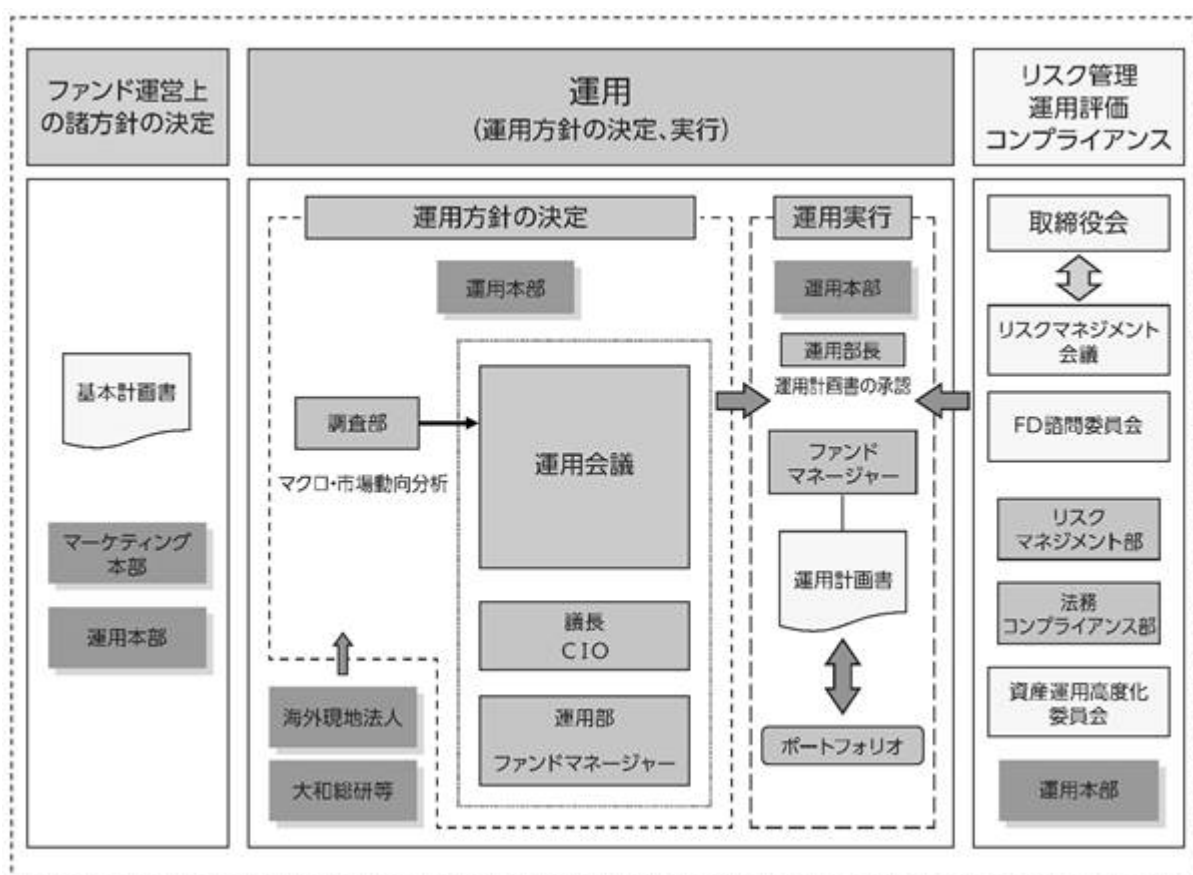 ファンド運営上
の諸方針の決定
基本計画書
マーケティング
本部
運用本部
運用
(運用方針の決定、実行)
運用方針の決定
運用本部
調査部
マクロ・市場動向分析
運用会議
議長
CIO
運用部
ファンドマネージャー
海外現地法人
大和総研等
運用実行
運用本部
運用部長
運用計画書の承認
ファンド
マネージャー
運用計画書
ポートフォリオ
リスク管理
運用評価
コンプライアンス
取締役会
リスクマネジメント
会議
FD諮問委員会
リスク
マネジメント部
法務
コンプライアンス部
資産運用高度化
委員会
運用本部